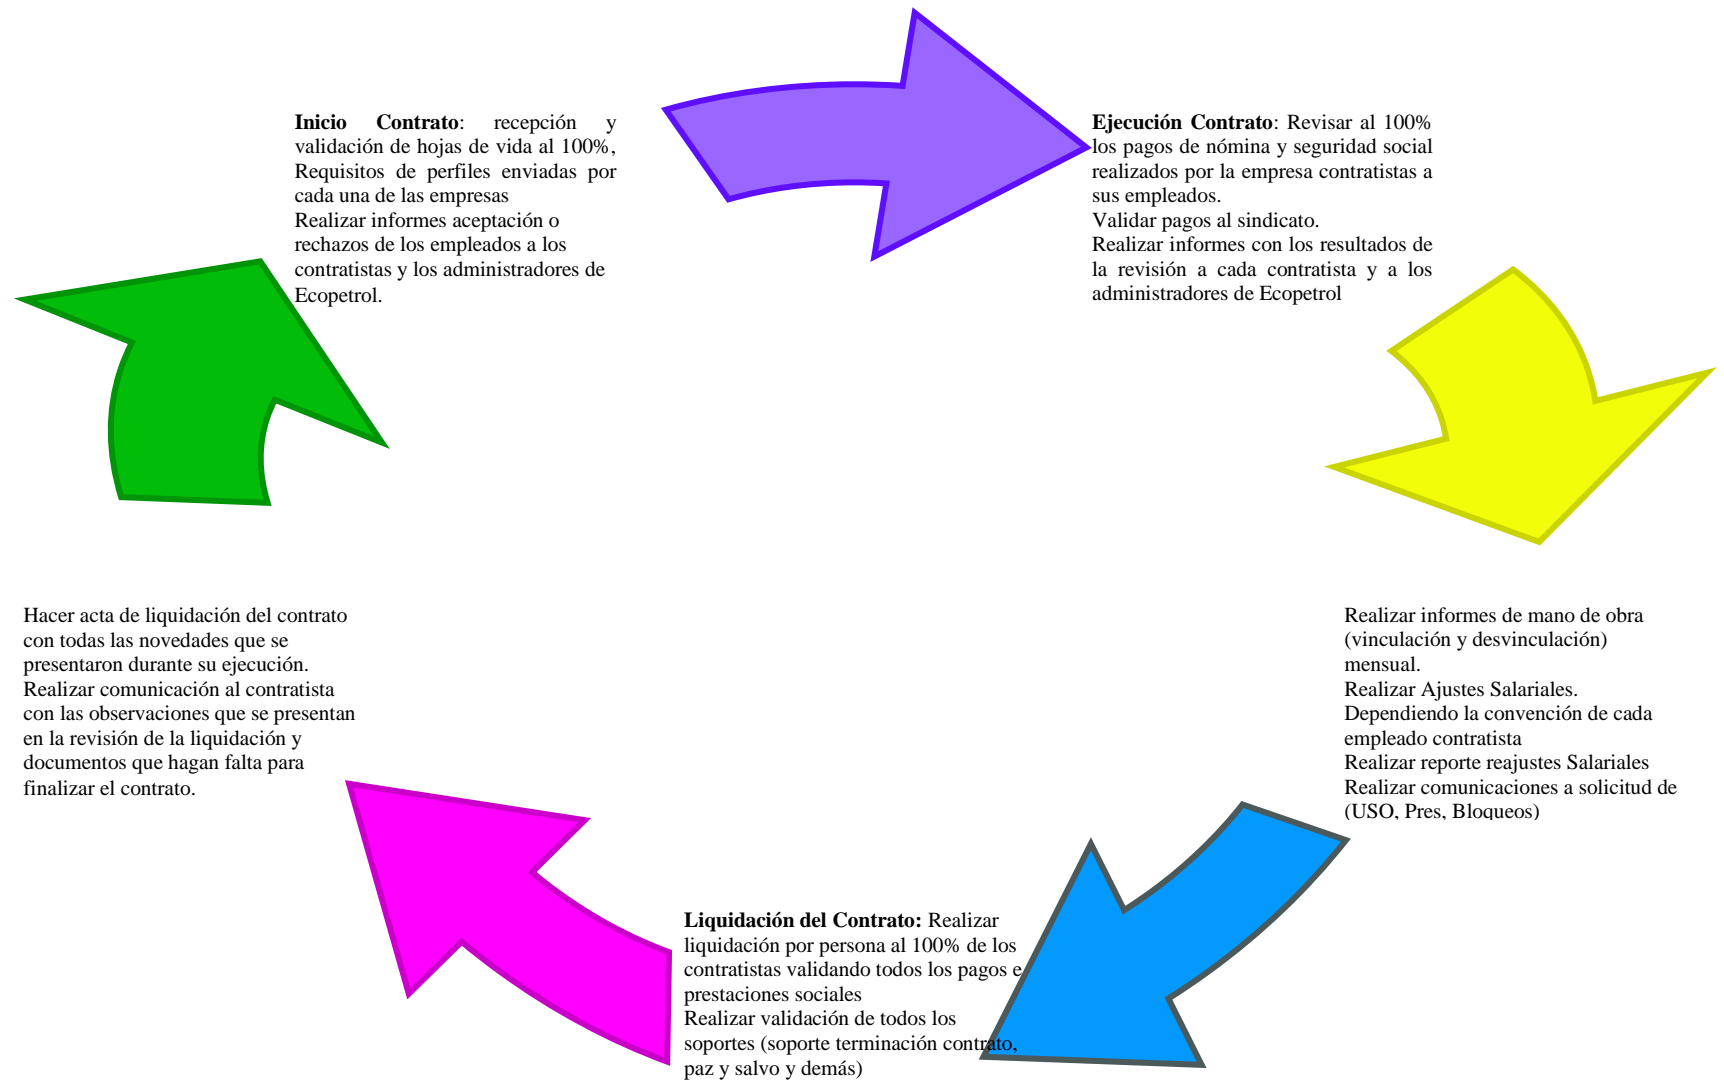 Inicio Contrato: recepción y
validación de hojas de vida al 100%,
Requisitos de perfiles enviadas por
cada una de las empresas
Realizar informes aceptación o
rechazos de los empleados a los
contratistas y los administradores de
Ecopetrol.
Ejecución Contrato: Revisar al 100%
los pagos de nómina y seguridad social
realizados por la empresa contratistas a
sus empleados.
Validar pagos al sindicato.
Realizar informes con los resultados de
la revisión a cada contratista y a los
administradores de Ecopetrol
Realizar informes de mano de obra
(vinculación y desvinculación)
mensual.
Realizar Ajustes Salariales.
Dependiendo la convención de cada
empleado contratista
Realizar reporte reajustes Salariales
Realizar comunicaciones a solicitud de
(USO, Pres, Bloqueos)
Liquidación del Contrato: Realizar
liquidación por persona al 100% de los
contratistas validando todos los pagos e
prestaciones sociales
Realizar validación de todos los
soportes (soporte terminación contrato,
paz y salvo y demás)
Hacer acta de liquidación del contrato
con todas las novedades que se
presentaron durante su ejecución.
Realizar comunicación al contratista
con las observaciones que se presentan
en la revisión de la liquidación y
documentos que hagan falta para
finalizar el contrato.